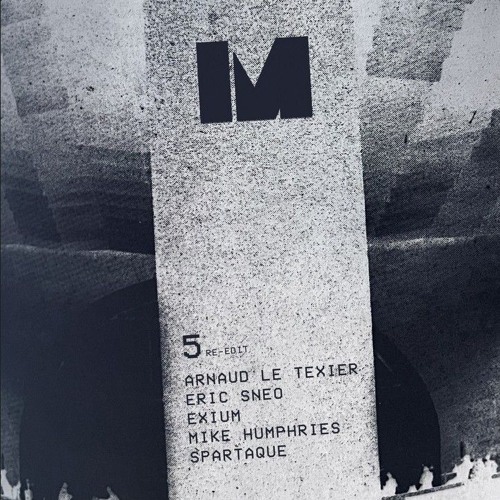 IM
5 RE-EDIT
ARNAUD LE TEXIER
ERIC SNEO
EXIUM
MIKE HUMPHRIES
SPARTAQUE